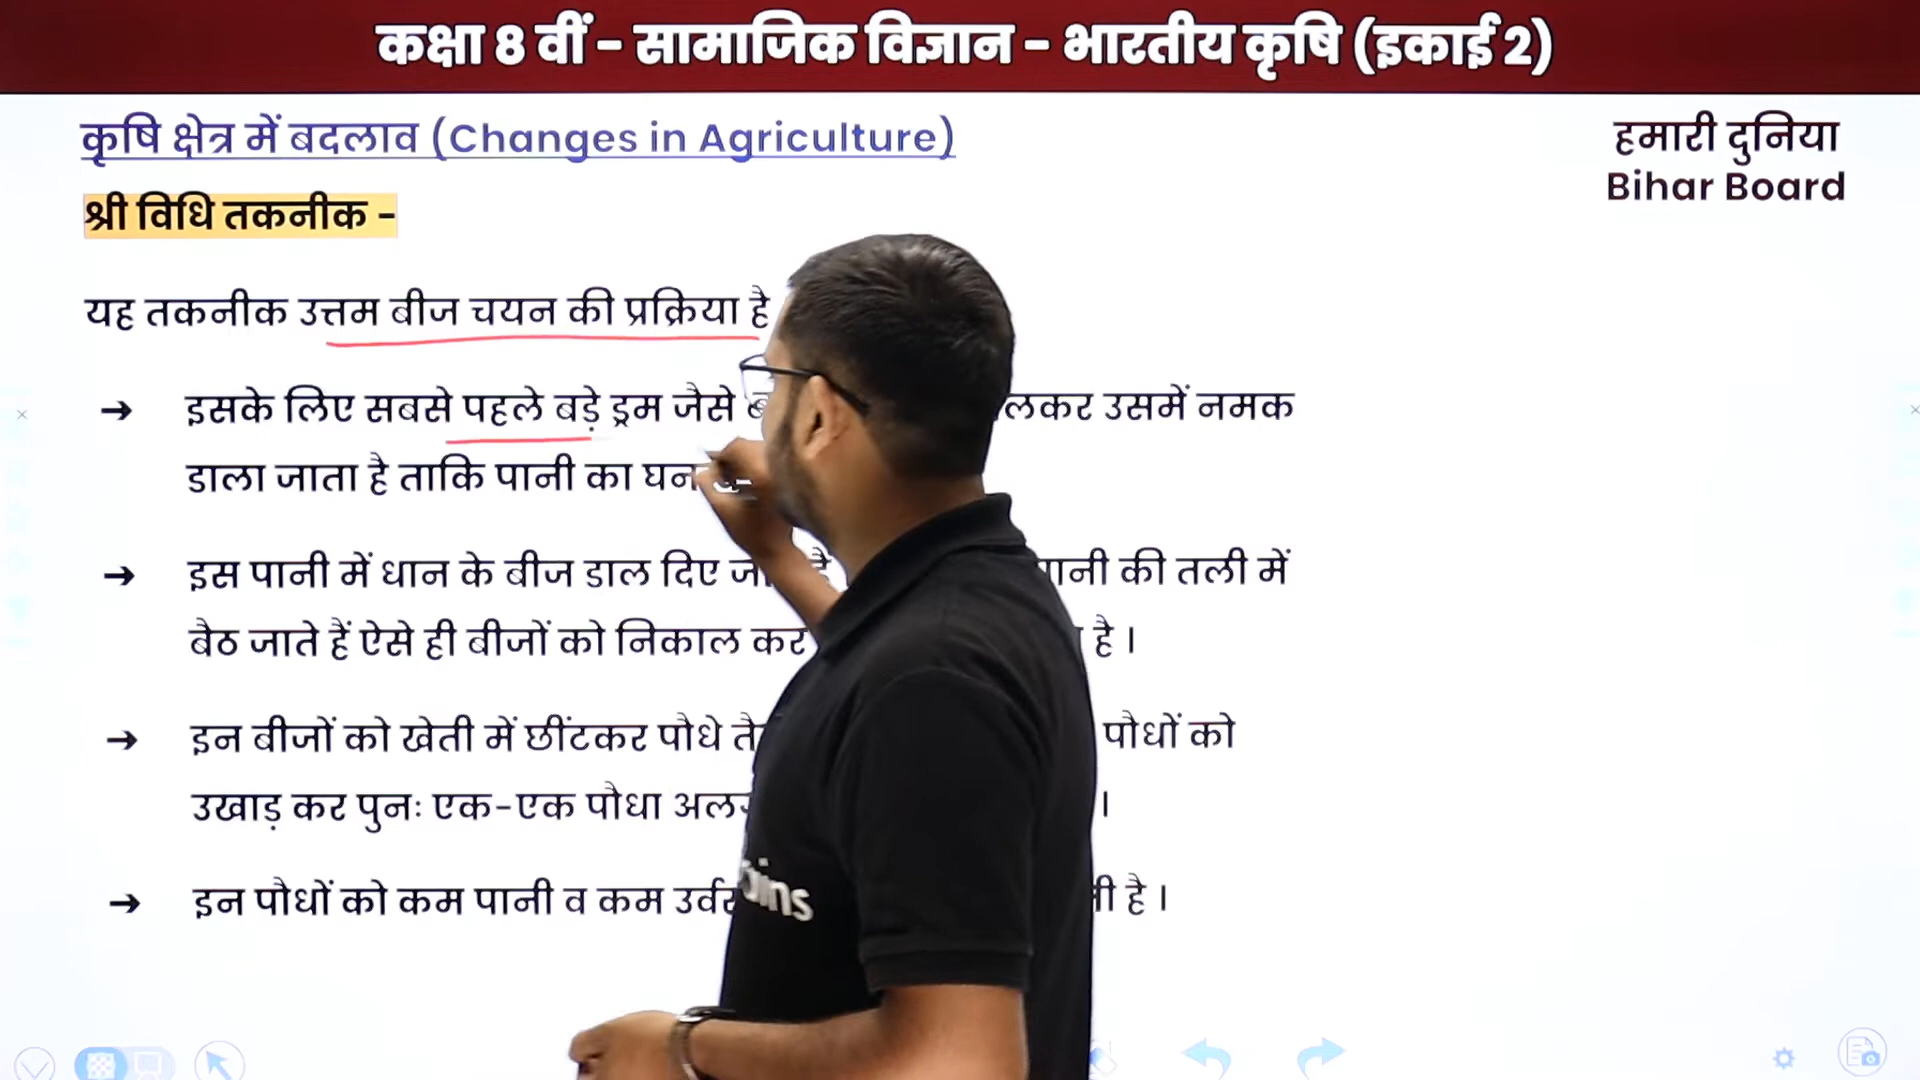 कक्षा 8 वीं - सामाजिक विज्ञान - भारतीय कृषि (इकाई 2)
कृषि क्षेत्र में बदलाव (Changes in Agriculture)
हमारी दुनिया
Bihar Board
श्री विधि तकनीक -
यह तकनीक उत्तम बीज चयन की प्रक्रिया है
➔ इसके लिए सबसे पहले बड़े ड्रम जैसे उसमें नमक
डाला जाता है ताकि पानी का
➔ इस पानी में धान के बीज डाल दिए की तली में
बैठ जाते हैं ऐसे ही बीजों को निकाल कर है ।
➔ इन बीजों को खेती में छींटकर पौधे पौधों को
उखाड़ कर पुनः एक-एक पौधा ।
➔ इन पौधों को कम पानी व कम है ।